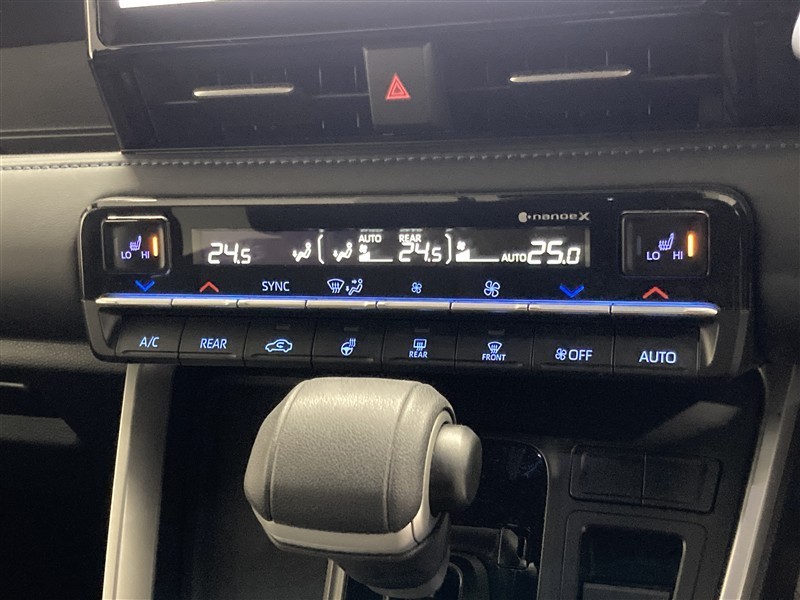 nanoeX
AUTO REAR
24.5 24.5 AUTO 25.0
LO HI
LO HI
SYNC
A/C REAR REAR FRONT OFF AUTO